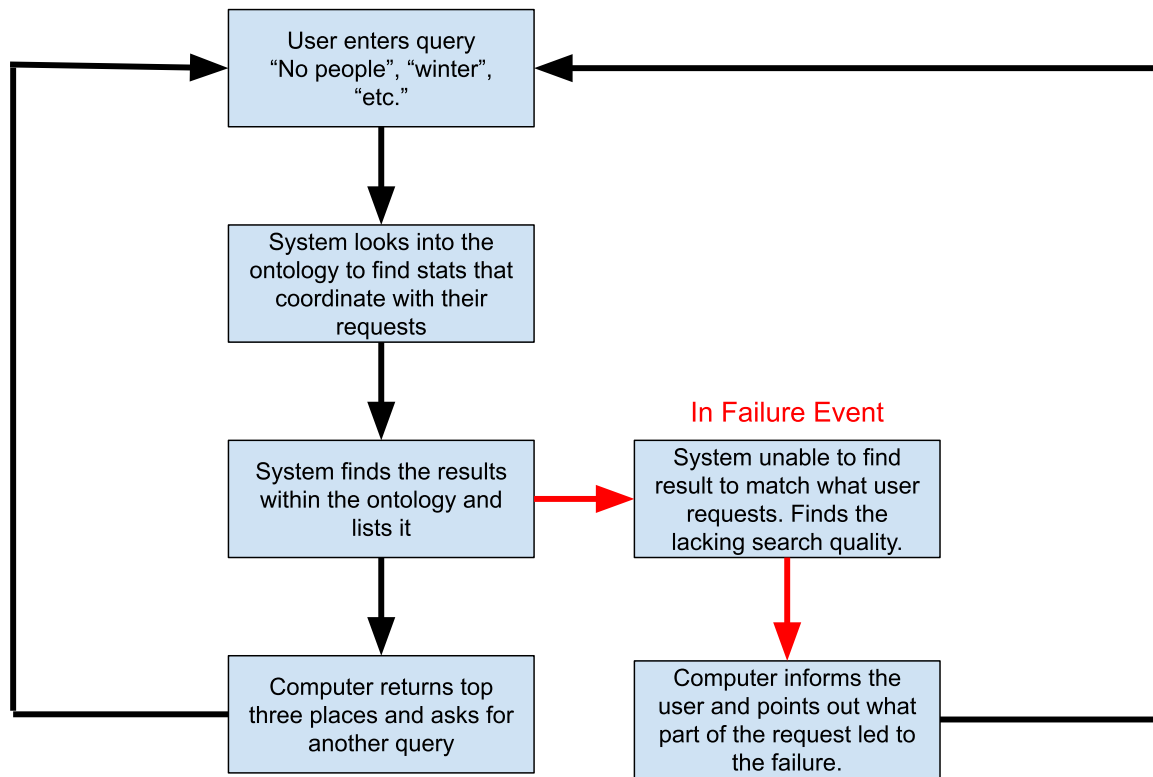 User enters query
“No people”, “winter”,
“etc.”
System looks into the
ontology to find stats that
coordinate with their
requests
In Failure Event
System finds the results
within the ontology and
lists it
System unable to find
result to match what user
requests. Finds the
lacking search quality.
Computer returns top
three places and asks for
another query
Computer informs the
user and points out what
part of the request led to
the failure.